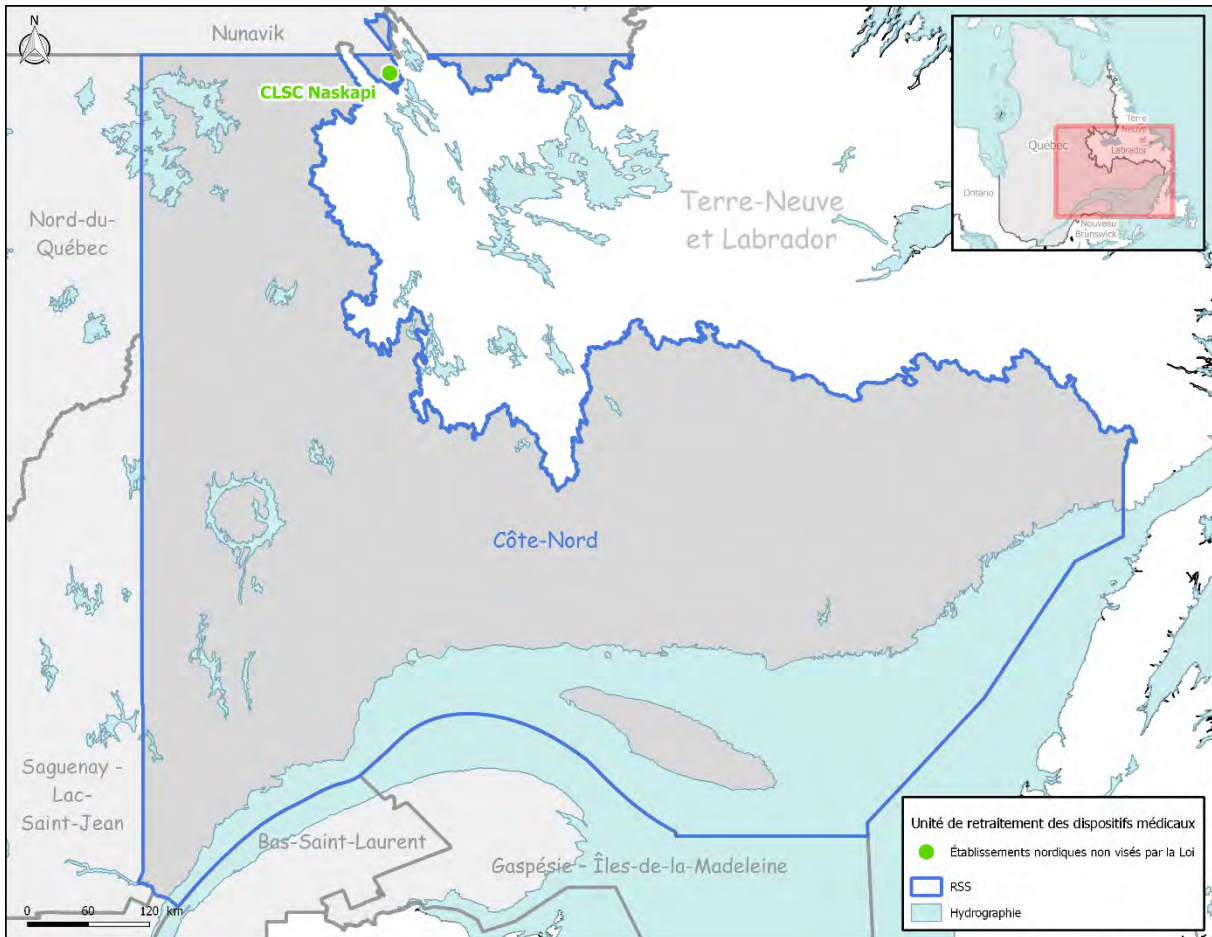 N
Nunavik
CLSC Naskapi
Nord-du-
Québec
Terre-Neuve
et Labrador
Côte-Nord
Saguenay -
Lac-
Saint-Jean
Bas-Saint-Laurent
Gaspésie - Îles-de-la-Madeleine
0 60 120 km
Terre
Neuve
et
Labrador
Québec
Ontario
Nouveau
Brunswick
Unité de retraitement des dispositifs médicaux
Établissements nordiques non visés par la Loi
RSS
Hydrographie